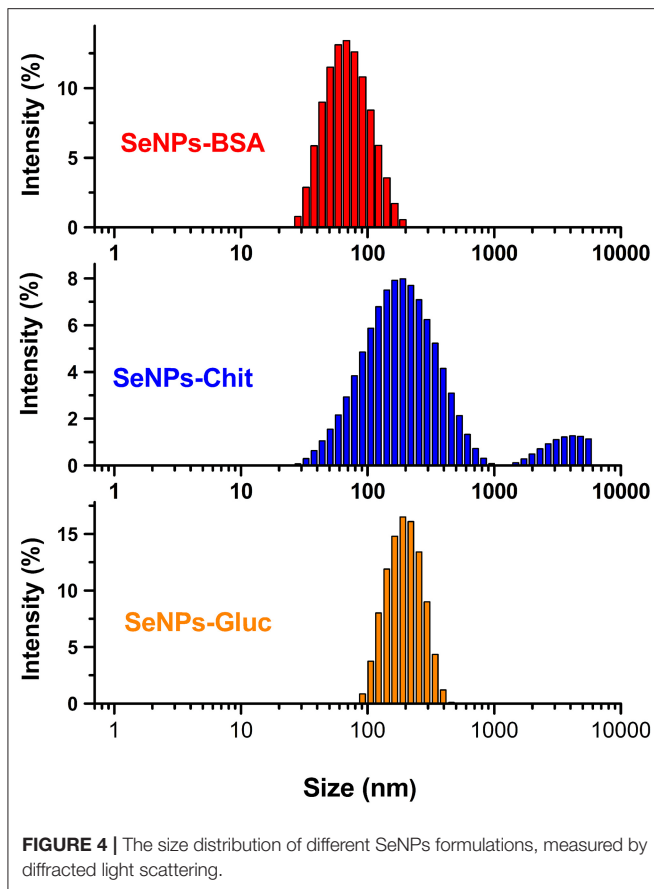 Intensity (%)
10
5
0
SeNPs-BSA
1 10 100 1000 10000
Intensity (%)
8
6
4
2
0
SeNPs-Chit
1 10 100 1000 10000
Intensity (%)
15
10
5
0
SeNPs-Gluc
1 10 100 1000 10000
Size (nm)
FIGURE 4 | The size distribution of different SeNPs formulations, measured by
diffracted light scattering.